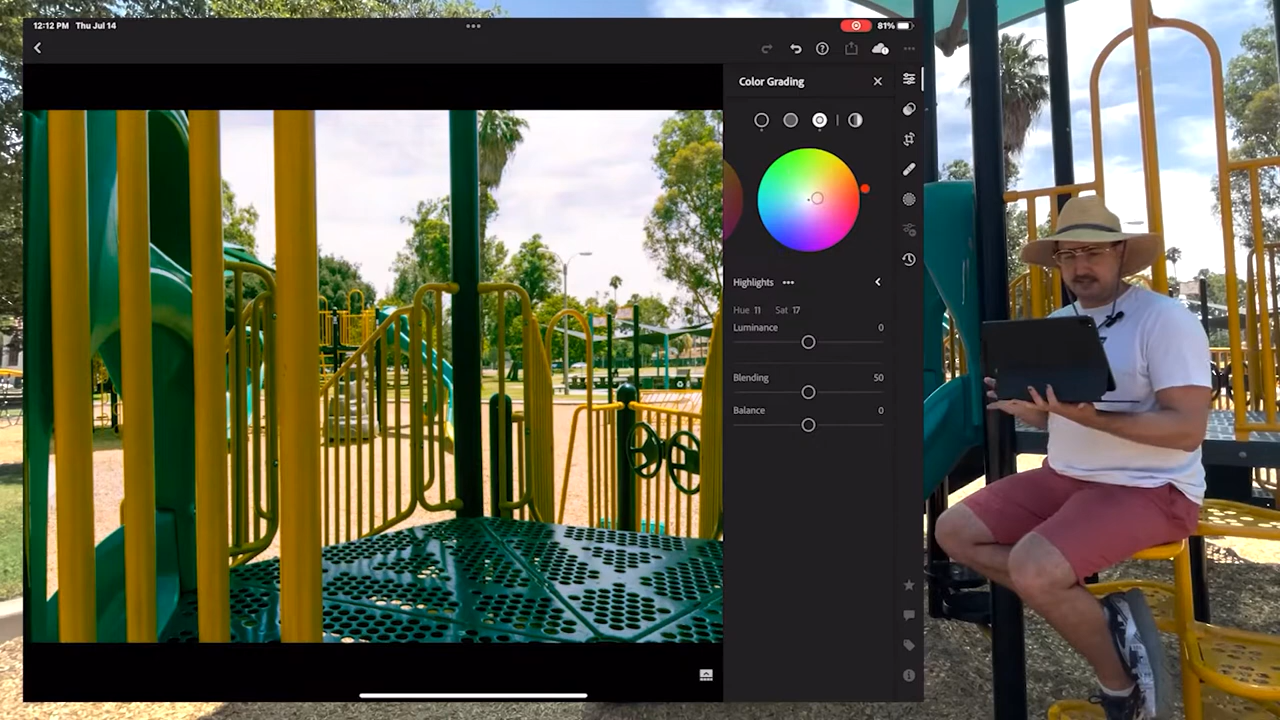 12:12 PM Thu Jul 14
81%
Color Grading
Highlights
Hue 11 Sat 17
Luminance 0
Blending 50
Balance 0